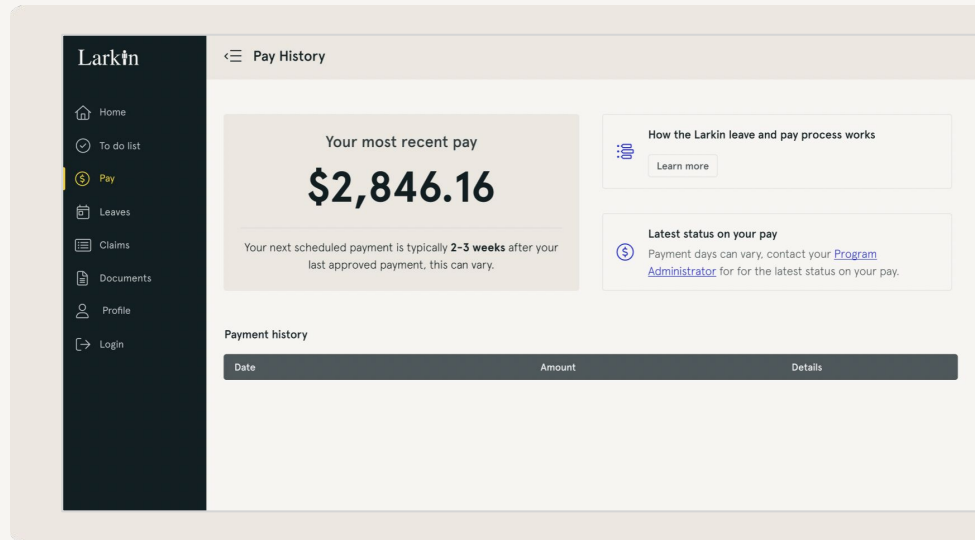 Larkin
Home
To do list
Pay
Leaves
Claims
Documents
Profile
Login
Pay History
Your most recent pay
$2,846.16
Your next scheduled payment is typically 2-3 weeks after your
last approved payment, this can vary.
How the Larkin leave and pay process works
Learn more
Latest status on your pay
Payment days can vary, contact your Program
Administrator for for the latest status on your pay.
Payment history
Date Amount Details